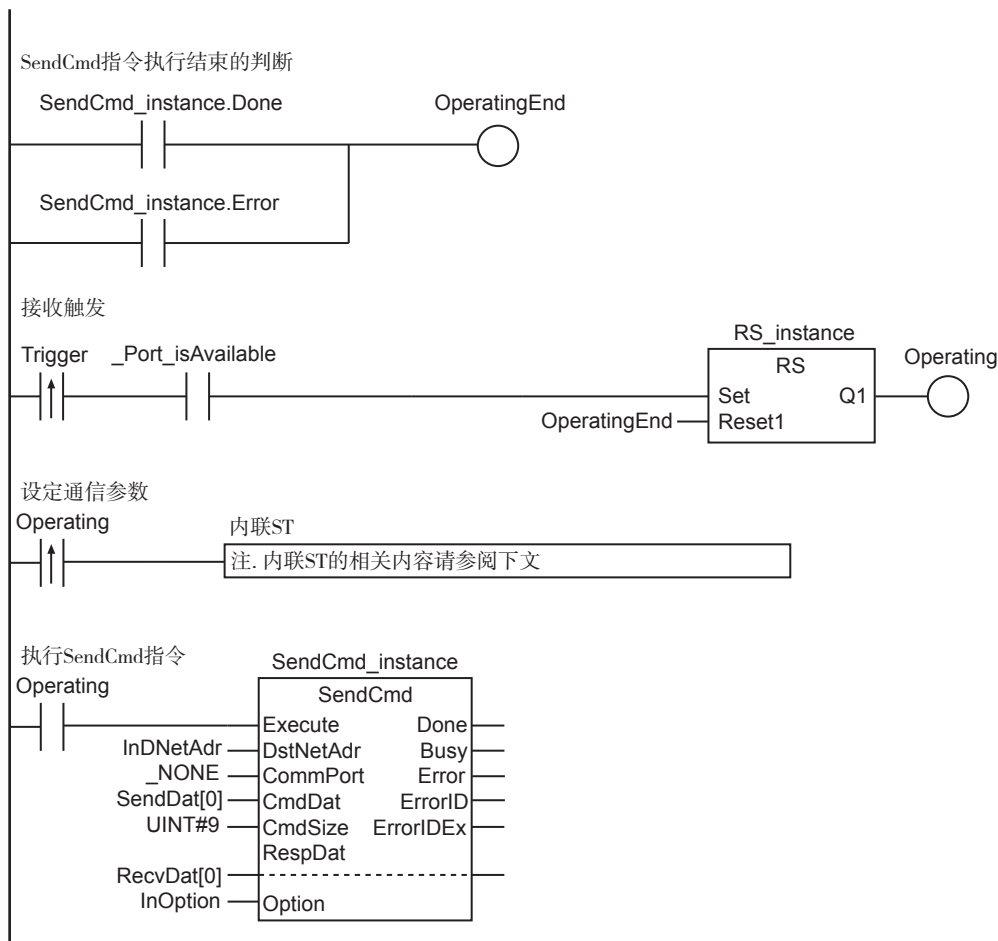 SendCmd指令执行结束的判断
SendCmd_instance.Done OperatingEnd
SendCmd_instance.Error
接收触发
RS_instance
Trigger _Port_isAvailable RS Operating
Set Q1
OperatingEnd Reset1
设定通信参数
Operating 内联ST
注. 内联ST的相关内容请参阅下文
执行SendCmd指令 SendCmd_instance
Operating SendCmd
Execute Done
InDNetAdr DstNetAdr Busy
_NONE CommPort Error
SendDat[0] CmdDat ErrorID
UINT#9 CmdSize ErrorIDEx
RespDat
RecvDat[0]
InOption Option